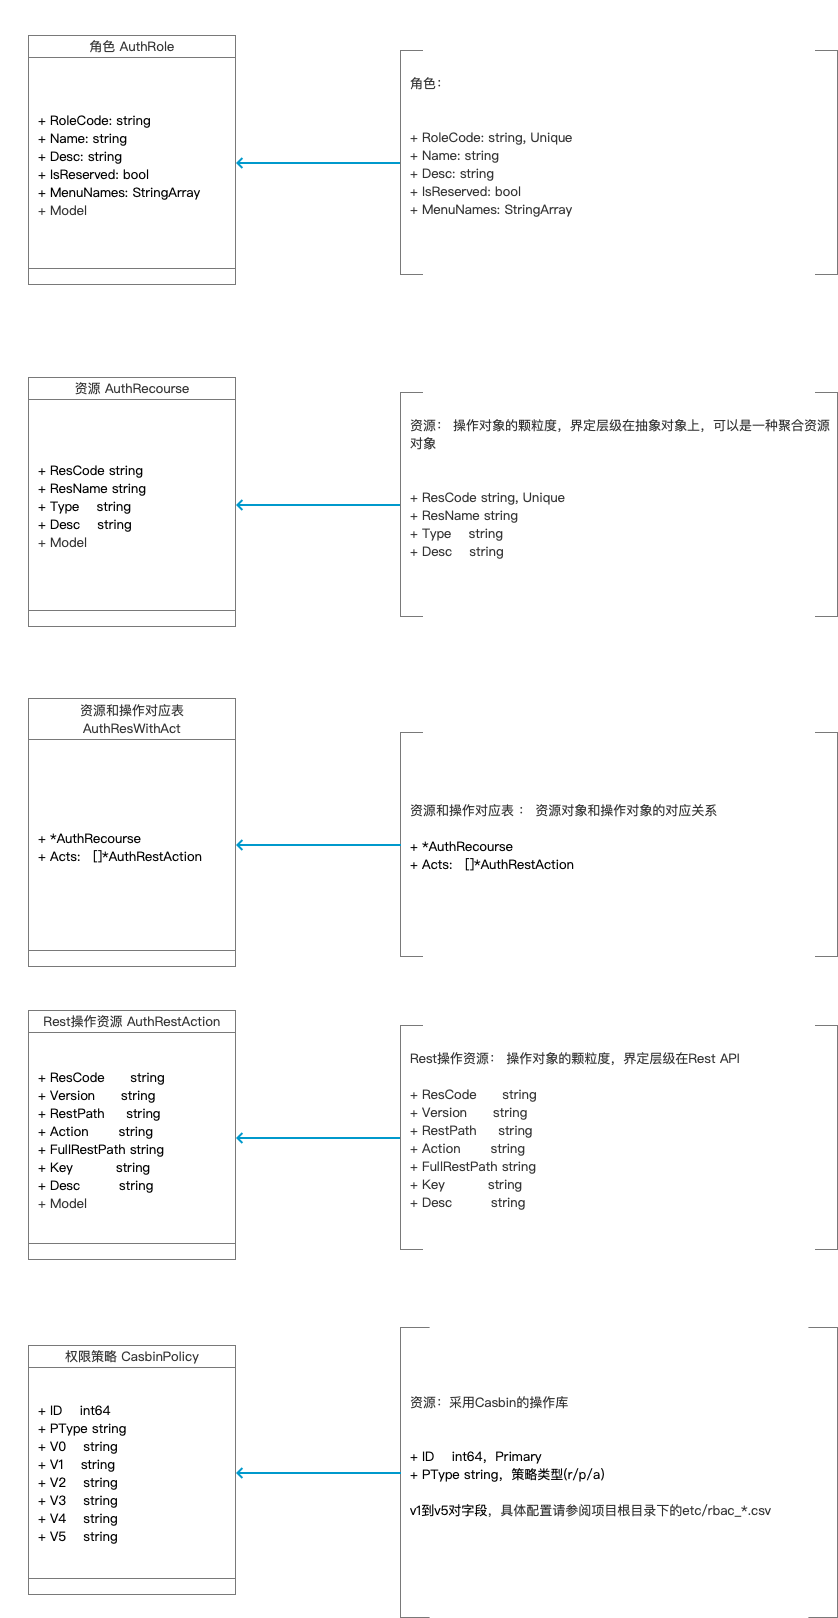 角色 AuthRole
+ RoleCode: string
+ Name: string
+ Desc: string
+ IsReserved: bool
+ MenuNames: StringArray
+ Model
角色：
+ RoleCode: string, Unique
+ Name: string
+ Desc: string
+ IsReserved: bool
+ MenuNames: StringArray
资源 AuthRecourse
+ ResCode string
+ ResName string
+ Type string
+ Desc string
+ Model
资源： 操作对象的颗粒度，界定层级在抽象对象上，可以是一种聚合资源
对象
+ ResCode string, Unique
+ ResName string
+ Type string
+ Desc string
资源和操作对应表
AuthResWithAct
+ *AuthRecourse
+ Acts: []*AuthRestAction
资源和操作对应表 ： 资源对象和操作对象的对应关系
+ *AuthRecourse
+ Acts: []*AuthRestAction
Rest操作资源 AuthRestAction
+ ResCode string
+ Version string
+ RestPath string
+ Action string
+ FullRestPath string
+ Key string
+ Desc string
+ Model
Rest操作资源： 操作对象的颗粒度，界定层级在Rest API
+ ResCode string
+ Version string
+ RestPath string
+ Action string
+ FullRestPath string
+ Key string
+ Desc string
权限策略 CasbinPolicy
+ ID int64
+ PType string
+ V0 string
+ V1 string
+ V2 string
+ V3 string
+ V4 string
+ V5 string
资源：采用Casbin的操作库
+ ID int64，Primary
+ PType string，策略类型(r/p/a)
v1到v5对字段，具体配置请参阅项目根目录下的etc/rbac_*.csv